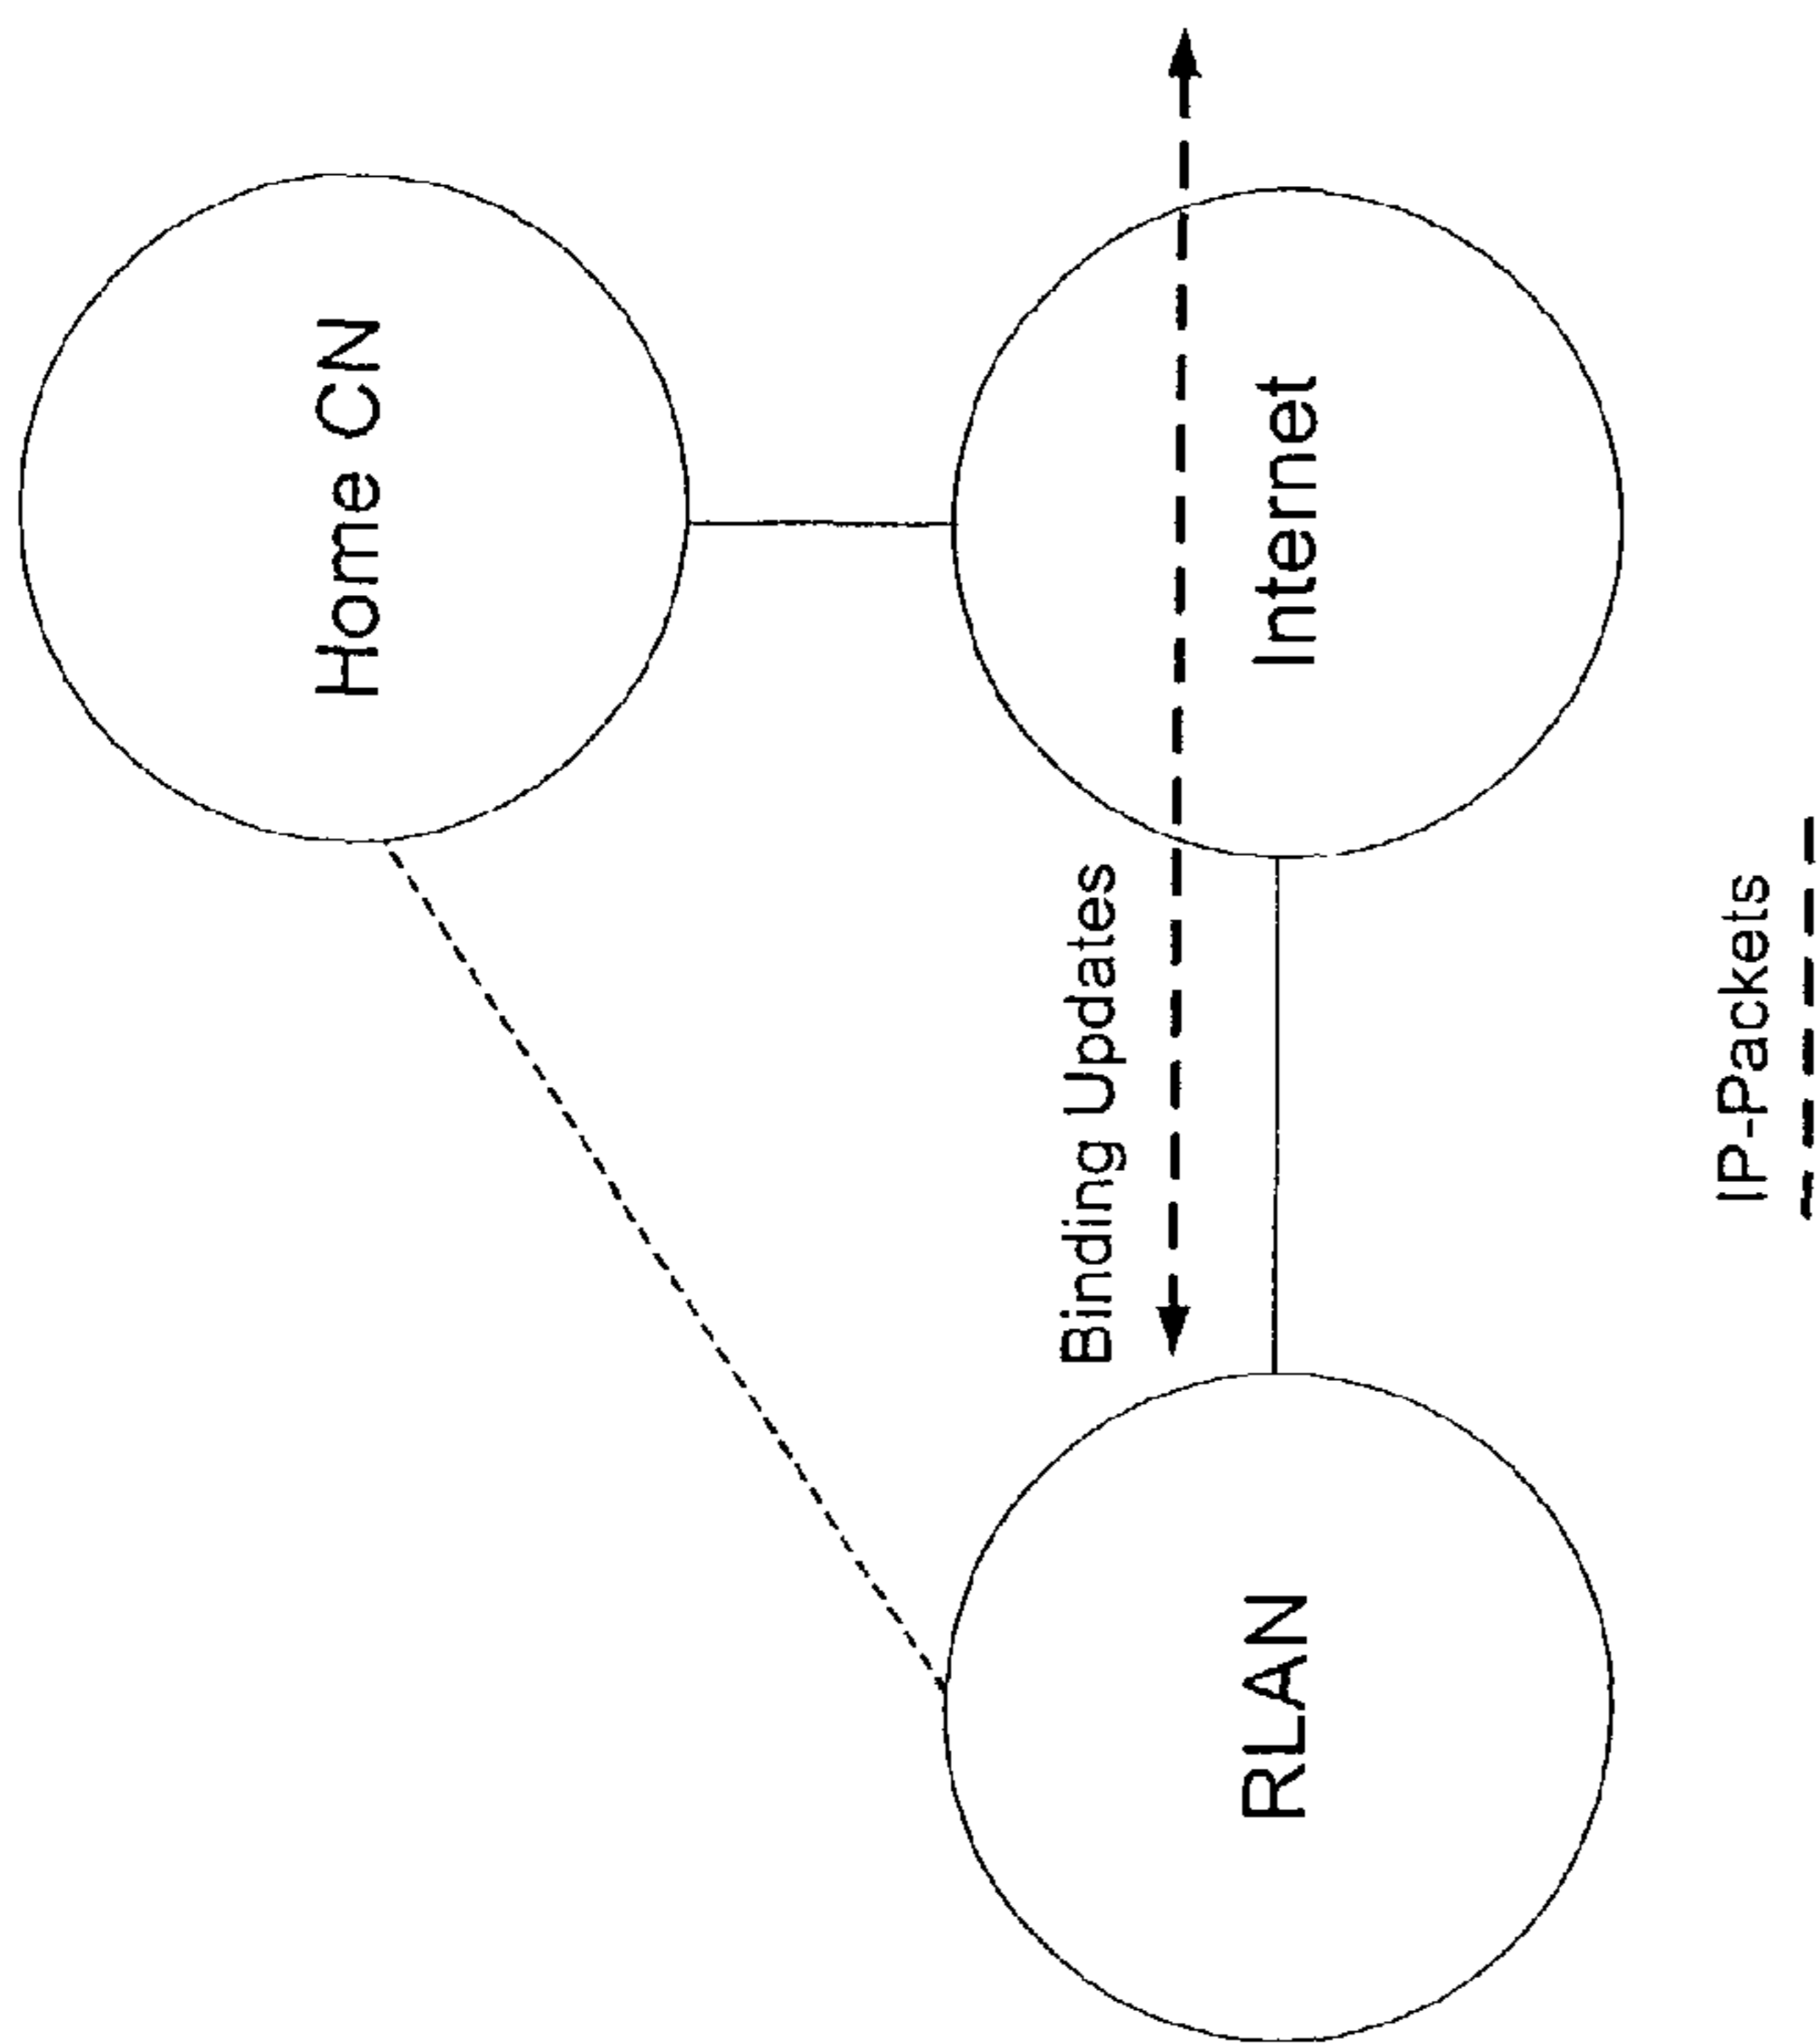 Home CN
Binding Updates
RLAN
Internet
IP-Packets